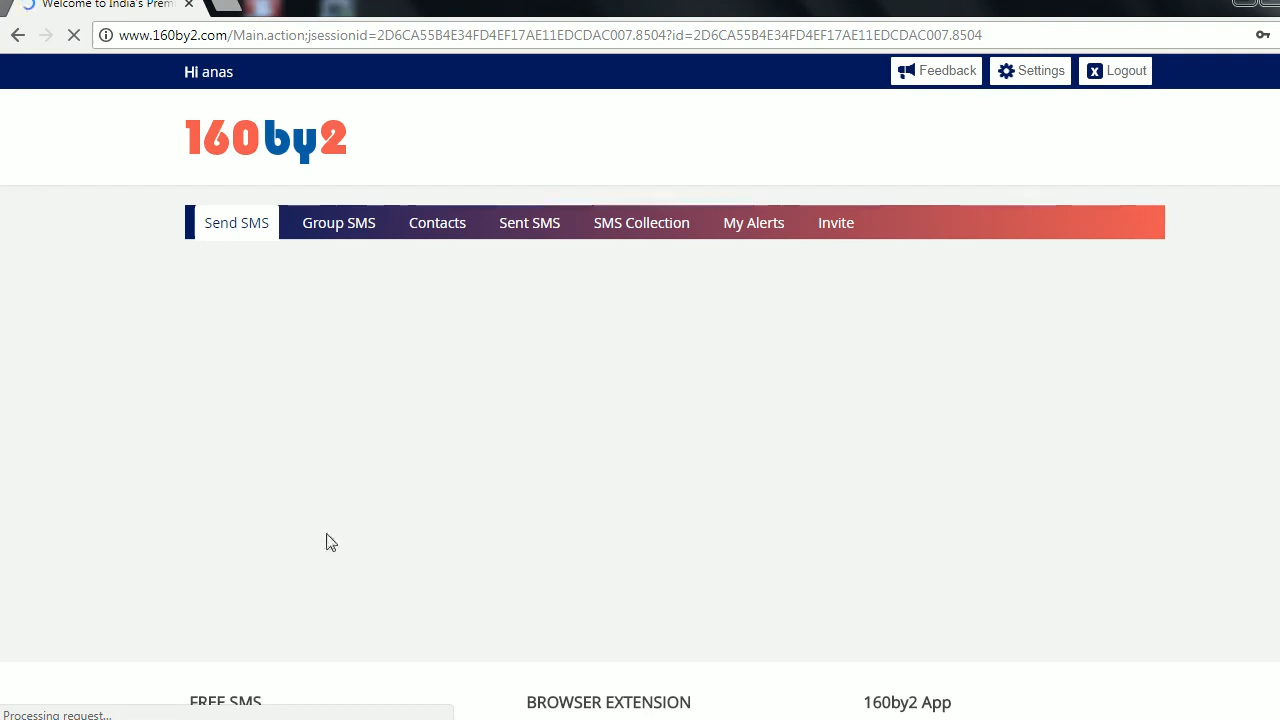 Welcome to India's Prem
www.160by2.com/Main.action;jsessionid=2D6CA55B4E34FD4EF17AE11EDCDAC007.8504?id=2D6CA55B4E34FD4EF17AE11EDCDAC007.8504
Hi anas
Feedback
Settings
x Logout
160by2
Send SMS
Group SMS
Contacts
Sent SMS
SMS Collection
My Alerts
Invite
FREE SMS
BROWSER EXTENSION
160by2 App
Processing request...